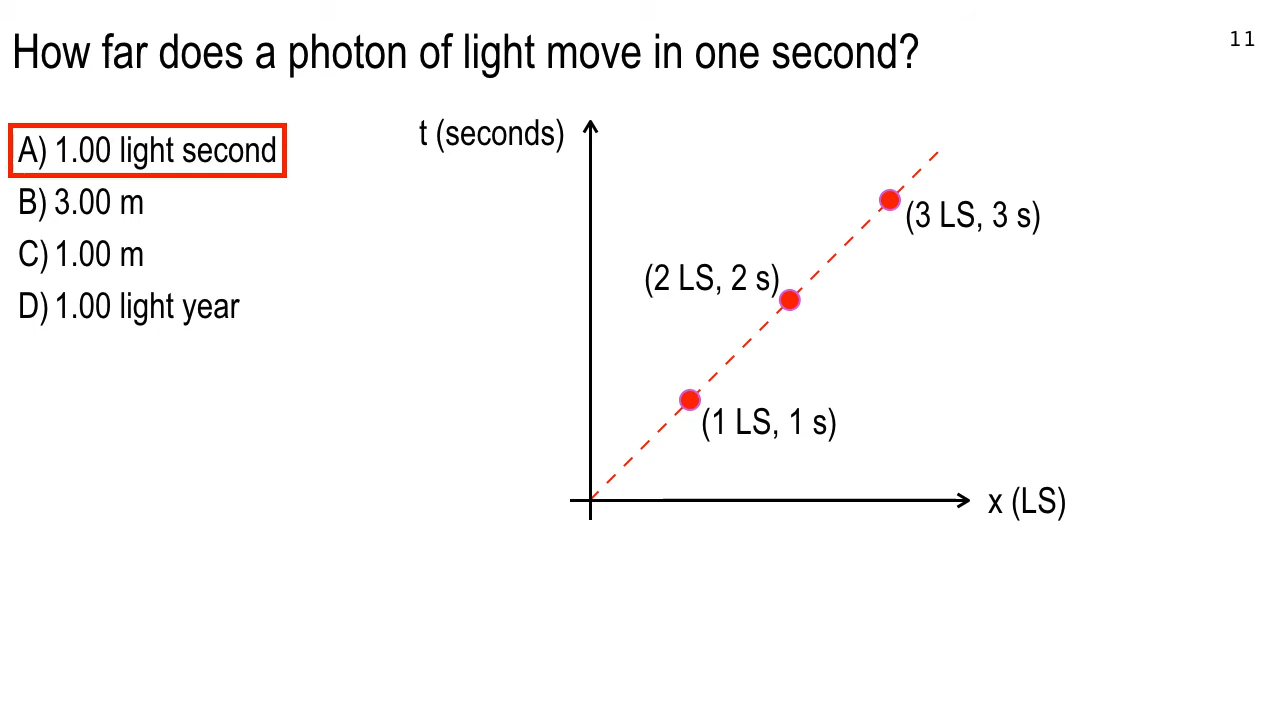 How far does a photon of light move in one second?
11
A) 1.00 light second
B) 3.00 m
C) 1.00 m
D) 1.00 light year
t (seconds)
(3 LS, 3 s)
(2 LS, 2 s)
(1 LS, 1 s)
x (LS)